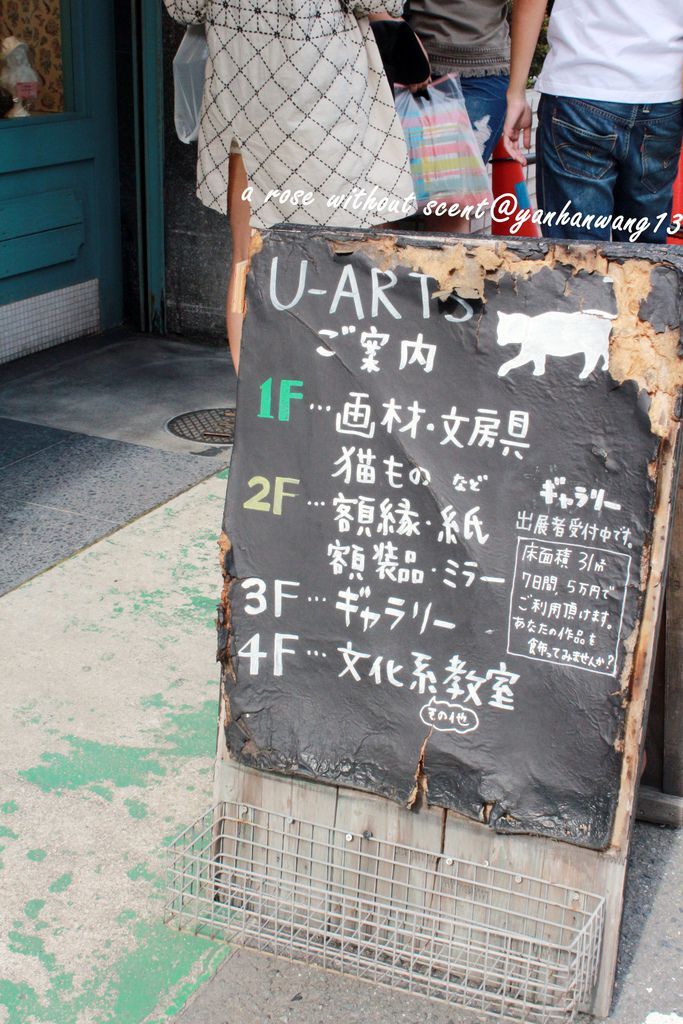 a rose without scent@yanhanwang13
U-ARTS
ご案内
1F…画材・文房具
猫もの など
2F…額縁・紙
額装品・ミラー
3F…ギャラリー
4F…文化系教室
その他
ギャラリー
出展者受付中です。
床面積 31㎡
7日間、5万円で
ご利用頂けます。
あなたの作品を
飾ってみませんか?